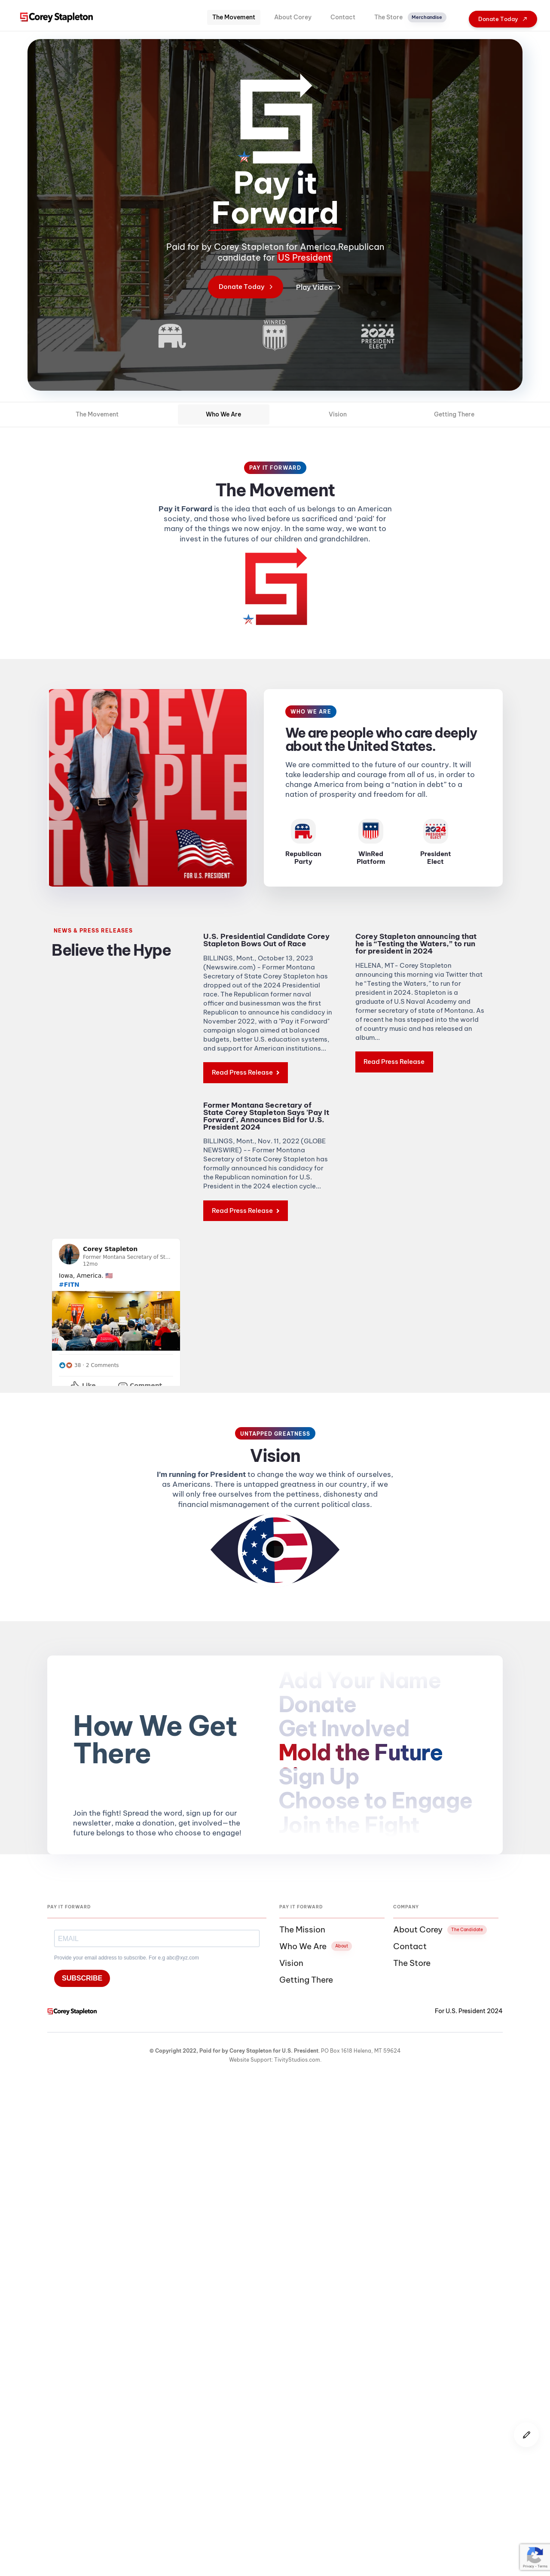 Corey Stapleton
The Movement
About Corey
Contact
The Store
Merchandise
Donate Today
Pay it
Forward
Paid for by Corey Stapleton for America,Republican
candidate for US President
Donate Today
Play Video
WINRED
2024
PRESIDENT
ELECT
The Movement
Who We Are
Vision
Getting There
PAY IT FORWARD
The Movement
Pay it Forward is the idea that each of us belongs to an American
society, and those who lived before us sacrificed and ‘paid’ for
many of the things we now enjoy. In the same way, we want to
invest in the futures of our children and grandchildren.
COREY
STAPLE
TON
FOR U.S. PRESIDENT
WHO WE ARE
We are people who care deeply
about the United States.
We are committed to the future of our country. It will
take leadership and courage from all of us, in order to
change America from being a “nation in debt” to a
nation of prosperity and freedom for all.
2024
PRESIDENT
ELECT
Republican
Party
WinRed
Platform
President
Elect
NEWS & PRESS RELEASES
Believe the Hype
U.S. Presidential Candidate Corey
Stapleton Bows Out of Race
BILLINGS, Mont., October 13, 2023
(Newswire.com) - Former Montana
Secretary of State Corey Stapleton has
dropped out of the 2024 Presidential
race. The Republican former naval
officer and businessman was the first
Republican to announce his candidacy in
November 2022, with a "Pay it Forward"
campaign slogan aimed at balanced
budgets, better U.S. education systems,
and support for American institutions...
Read Press Release
Corey Stapleton announcing that
he is “Testing the Waters,” to run
for president in 2024
HELENA, MT– Corey Stapleton
announcing this morning via Twitter that
he “Testing the Waters,” to run for
president in 2024. Stapleton is a
graduate of U.S Naval Academy and
former secretary of state of Montana. As
of recent he has stepped into the world
of country music and has released an
album...
Read Press Release
Former Montana Secretary of
State Corey Stapleton Says 'Pay It
Forward', Announces Bid for U.S.
President 2024
BILLINGS, Mont., Nov. 11, 2022 (GLOBE
NEWSWIRE) -- Former Montana
Secretary of State Corey Stapleton has
formally announced his candidacy for
the Republican nomination for U.S.
President in the 2024 election cycle...
Read Press Release
Corey Stapleton
Former Montana Secretary of St...
12mo
Iowa, America. 🇺🇸
#FITN
38 · 2 Comments
Like
Comment
UNTAPPED GREATNESS
Vision
I'm running for President to change the way we think of ourselves,
as Americans. There is untapped greatness in our country, if we
will only free ourselves from the pettiness, dishonesty and
financial mismanagement of the current political class.
How We Get
There
Join the fight! Spread the word, sign up for our
newsletter, make a donation, get involved—the
future belongs to those who choose to engage!
Add Your Name
Donate
Get Involved
Mold the Future
Sign Up
Choose to Engage
Join the Fight
PAY IT FORWARD
EMAIL
Provide your email address to subscribe. For e.g abc@xyz.com
SUBSCRIBE
PAY IT FORWARD
The Mission
Who We Are
About
Vision
Getting There
COMPANY
About Corey
The Candidate
Contact
The Store
Corey Stapleton
For U.S. President 2024
© Copyright 2022, Paid for by Corey Stapleton for U.S. President. PO Box 1618 Helena, MT 59624
Website Support: TivityStudios.com.
Privacy - Terms